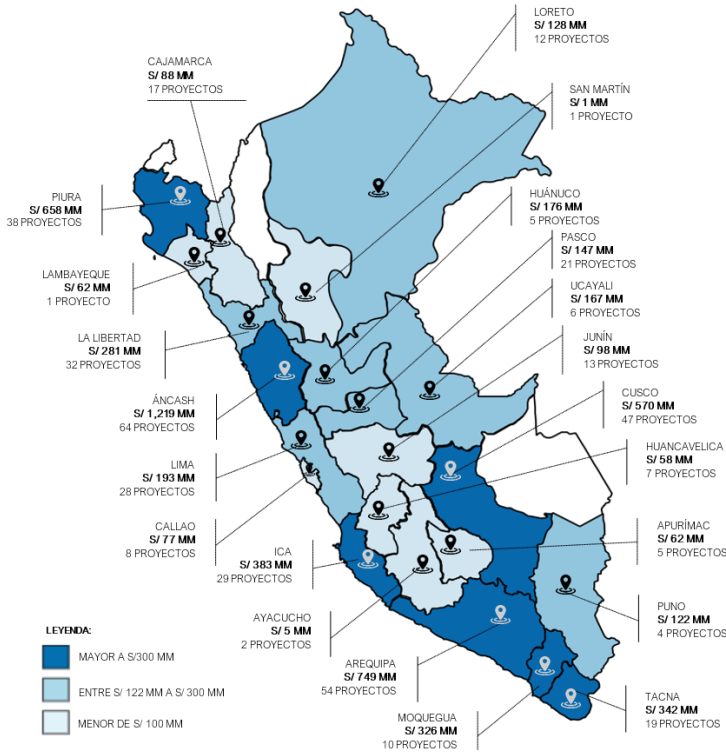 LORETO
S/ 128 MM
12 PROYECTOS
CAJAMARCA
S/ 88 MM
17 PROYECTOS
SAN MARTÍN
S/ 1 MM
1 PROYECTO
PIURA
S/ 658 MM
38 PROYECTOS
HUÁNUCO
S/ 176 MM
5 PROYECTOS
PASCO
S/ 147 MM
21 PROYECTOS
LAMBAYEQUE
S/ 62 MM
1 PROYECTO
UCAYALI
S/ 167 MM
6 PROYECTOS
LA LIBERTAD
S/ 281 MM
32 PROYECTOS
JUNÍN
S/ 98 MM
13 PROYECTOS
ÁNCASH
S/ 1,219 MM
64 PROYECTOS
CUSCO
S/ 570 MM
47 PROYECTOS
HUANCAVELICA
S/ 58 MM
7 PROYECTOS
LIMA
S/ 193 MM
28 PROYECTOS
CALLAO
S/ 77 MM
8 PROYECTOS
APURÍMAC
S/ 62 MM
5 PROYECTOS
ICA
S/ 383 MM
29 PROYECTOS
PUNO
S/ 122 MM
4 PROYECTOS
AYACUCHO
S/ 5 MM
2 PROYECTOS
AREQUIPA
S/ 749 MM
54 PROYECTOS
TACNA
S/ 342 MM
19 PROYECTOS
MOQUEGUA
S/ 326 MM
10 PROYECTOS
LEYENDA:
MAYOR A S/300 MM
ENTRE S/ 122 MM A S/ 300 MM
MENOR DE S/ 100 MM